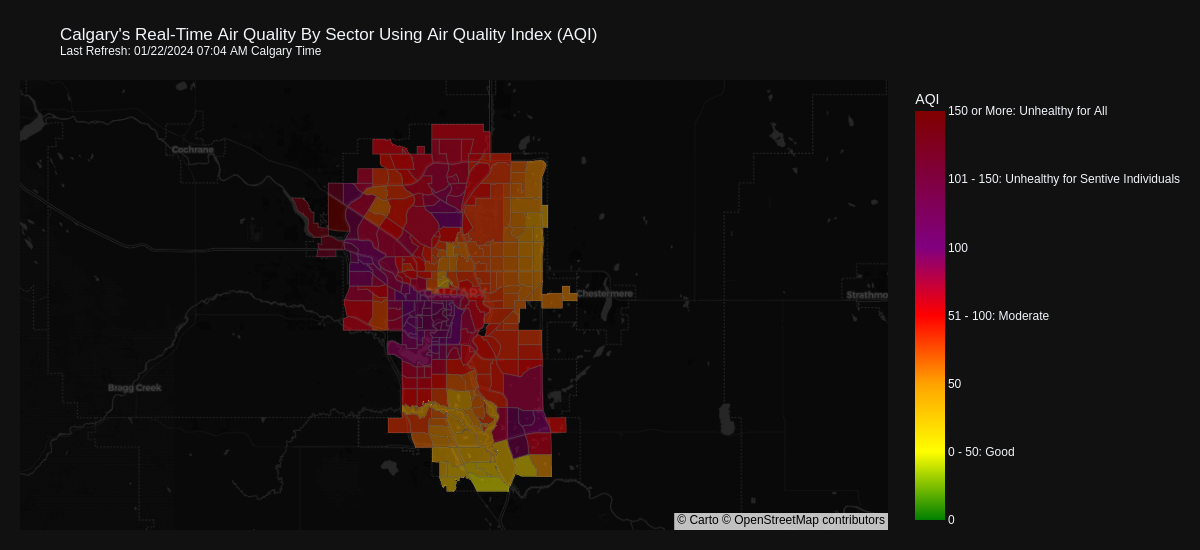 Calgary's Real-Time Air Quality By Sector Using Air Quality Index (AQI)
Last Refresh: 01/22/2024 07:04 AM Calgary Time
AQI
150 or More: Unhealthy for All
Cochrane
101 - 150: Unhealthy for Sentive Individuals
100
CALGARY
Chestermere
Strathmo
51 - 100: Moderate
50
Bragg Creek
0 - 50: Good
0
© Carto © OpenStreetMap contributors